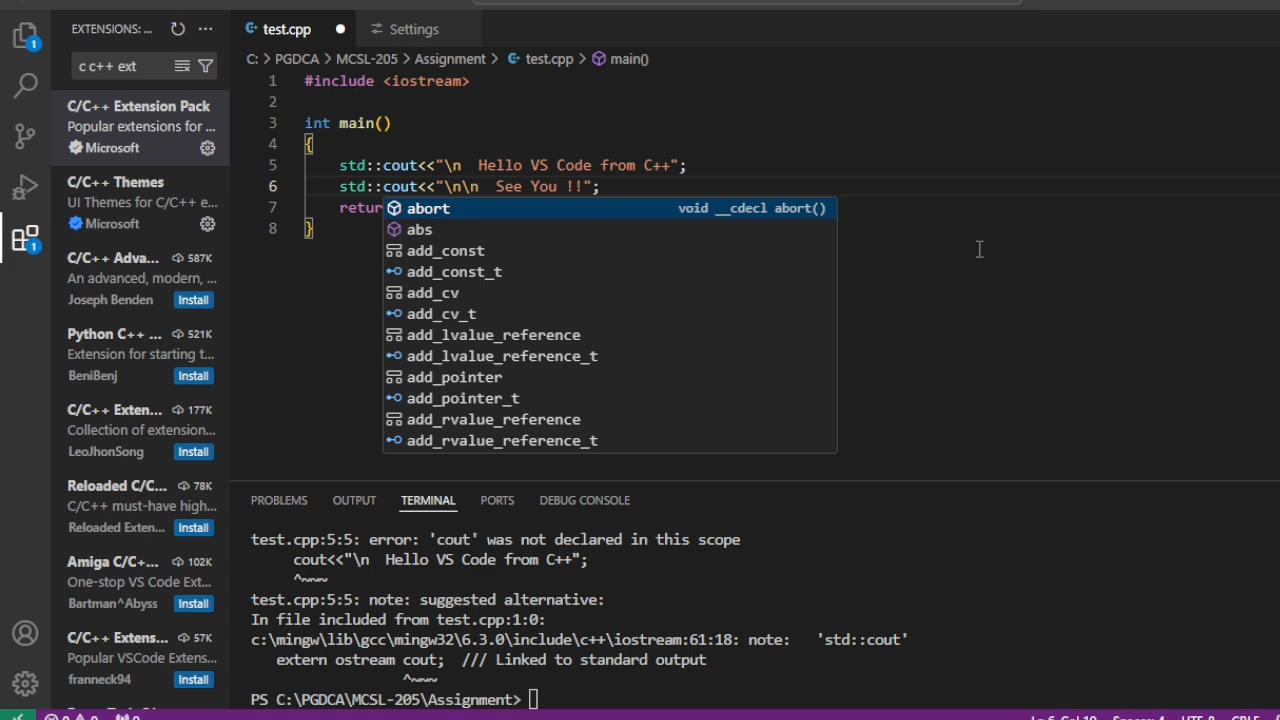 EXTENSIONS: ...
c c++ ext
1
C/C++ Extension Pack
Popular extensions for ...
Microsoft
C/C++ Themes
UI Themes for C/C++ e...
Microsoft
C/C++ Adva... 587K
An advanced, modern, ...
Joseph Benden Install
Python C++ ... 521K
Extension for starting t...
BeniBenj Install
C/C++ Exten... 177K
Collection of extension...
LeoJhonSong Install
Reloaded C/C... 78K
C/C++ must-have high...
Reloaded Exten... Install
Amiga C/C+... 102K
One-stop VS Code Ext...
Bartman^Abyss Install
C/C++ Extens... 57K
Popular VSCode Extens...
franneck94 Install
1
test.cpp Settings
C: > PGDCA > MCSL-205 > Assignment > test.cpp > main()
1 #include <iostream>
2
3 int main()
4 {
5 std::cout<<"\n  Hello VS Code from C++";
6 std::cout<<"\n\n  See You !!";
7 retur
8 }
abort void __cdecl abort()
abs
add_const
add_const_t
add_cv
add_cv_t
add_lvalue_reference
add_lvalue_reference_t
add_pointer
add_pointer_t
add_rvalue_reference
add_rvalue_reference_t
PROBLEMS OUTPUT TERMINAL PORTS DEBUG CONSOLE
test.cpp:5:5: error: 'cout' was not declared in this scope
cout<<"\n  Hello VS Code from C++";
^~~~
test.cpp:5:5: note: suggested alternative:
In file included from test.cpp:1:0:
c:\mingw\lib\gcc\mingw32\6.3.0\include\c++\iostream:61:18: note:   'std::cout'
extern ostream cout;  /// Linked to standard output
^~~~
PS C:\PGDCA\MCSL-205\Assignment>